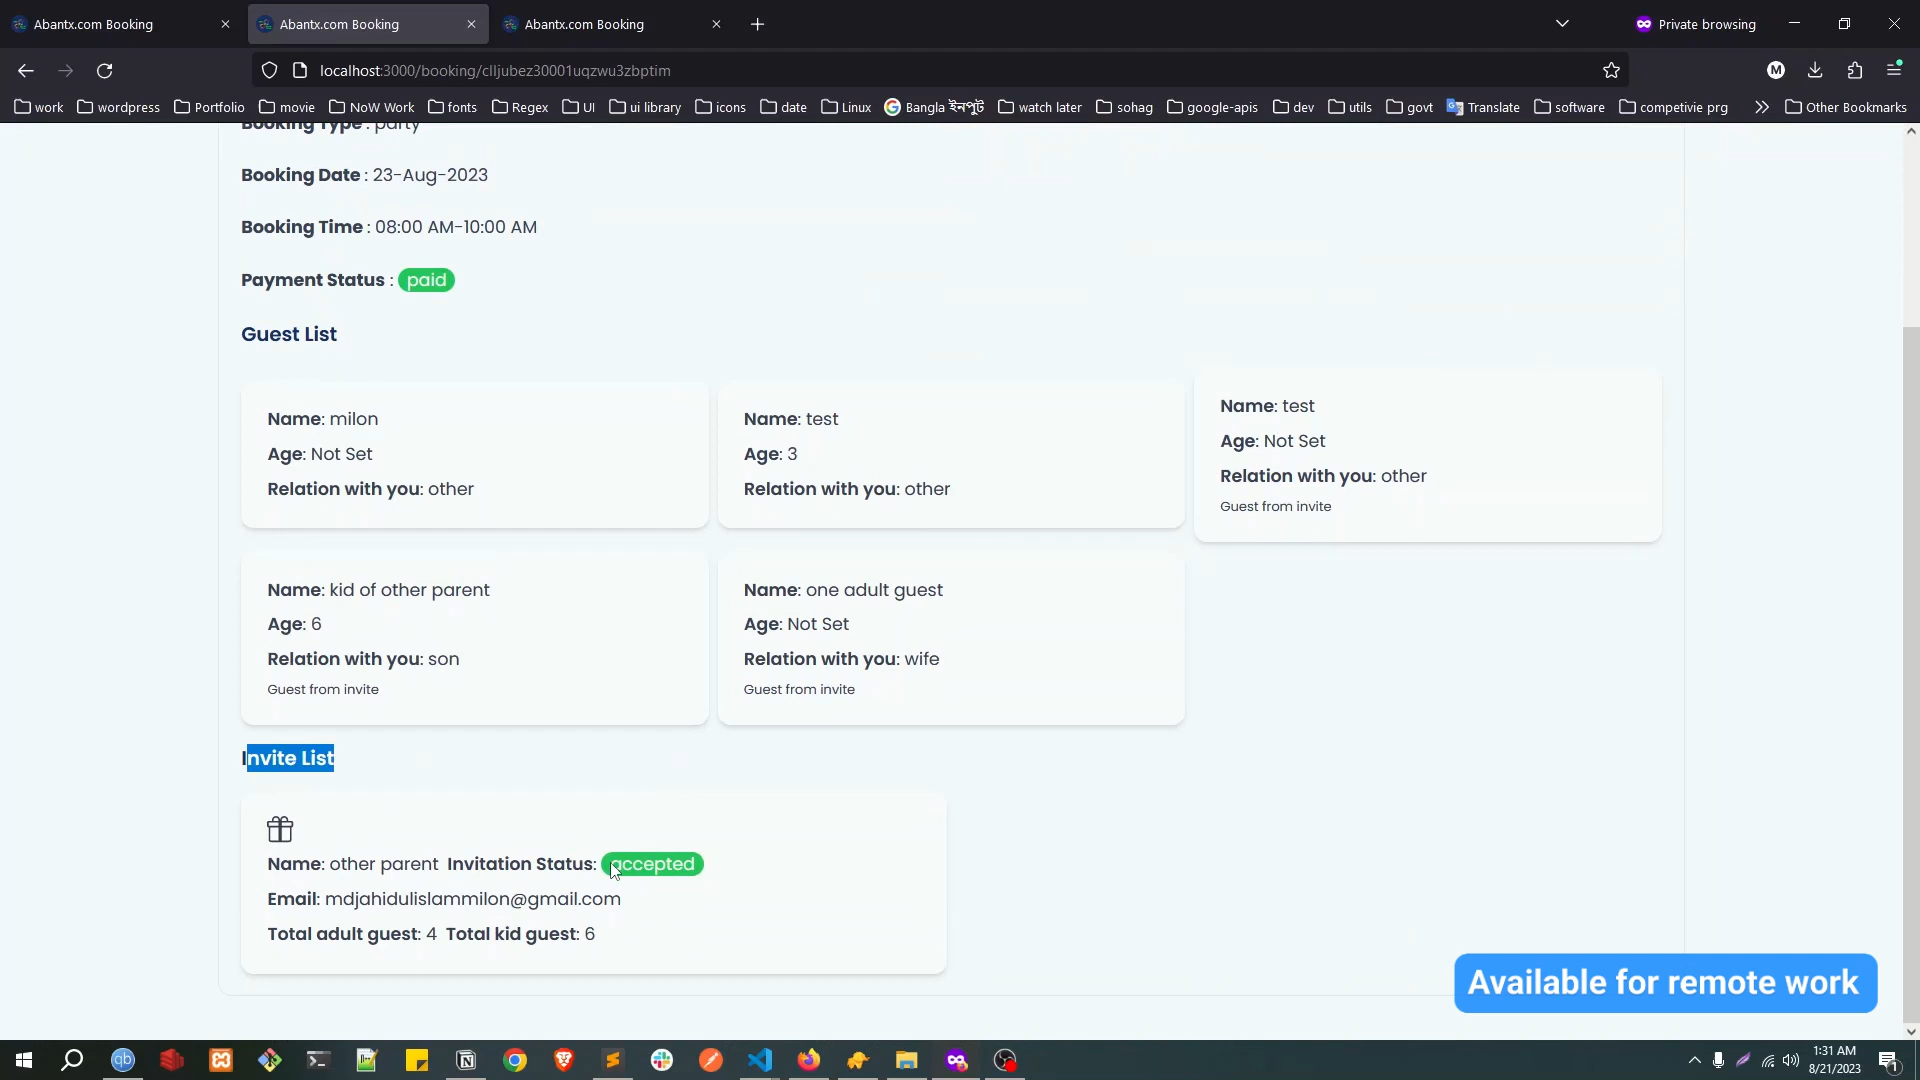 Abantx.com Booking
Abantx.com Booking
Abantx.com Booking
Private browsing
localhost:3000/booking/clljubez30001uqzwu3zbptim
M
work
wordpress
Portfolio
movie
NoW Work
fonts
Regex
UI
ui library
icons
date
Linux
Bangla ইনপুট
watch later
sohag
google-apis
dev
utils
govt
Translate
software
competivie prg
Other Bookmarks
Booking Type : party
Booking Date : 23-Aug-2023
Booking Time : 08:00 AM-10:00 AM
Payment Status : paid
Guest List
Name: milon
Age: Not Set
Relation with you: other
Name: test
Age: 3
Relation with you: other
Name: test
Age: Not Set
Relation with you: other
Guest from invite
Name: kid of other parent
Age: 6
Relation with you: son
Guest from invite
Name: one adult guest
Age: Not Set
Relation with you: wife
Guest from invite
Invite List
Name: other parent Invitation Status: accepted
Email: mdjahidulislammilon@gmail.com
Total adult guest: 4 Total kid guest: 6
Available for remote work
qb
1:31 AM
8/21/2023
1